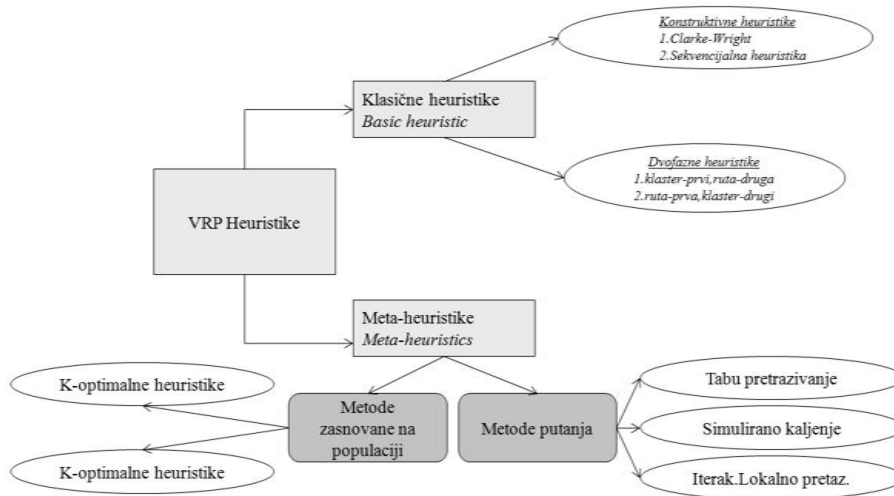 Konstruktivne heuristike
1.Clarke-Wright
2.Sekvencijalna heuristika
Klasične heuristike
Basic heuristic
Dvofazne heuristike
1.klaster-prvi,ruta-druga
2.ruta-prva,klaster-drugi
VRP Heuristike
Meta-heuristike
Meta-heuristics
K-optimalne heuristike
K-optimalne heuristike
Metode
zasnovane na
populaciji
Metode putanja
Tabu pretrazivanje
Simulirano kaljenje
Iterak.Lokalno pretaz.